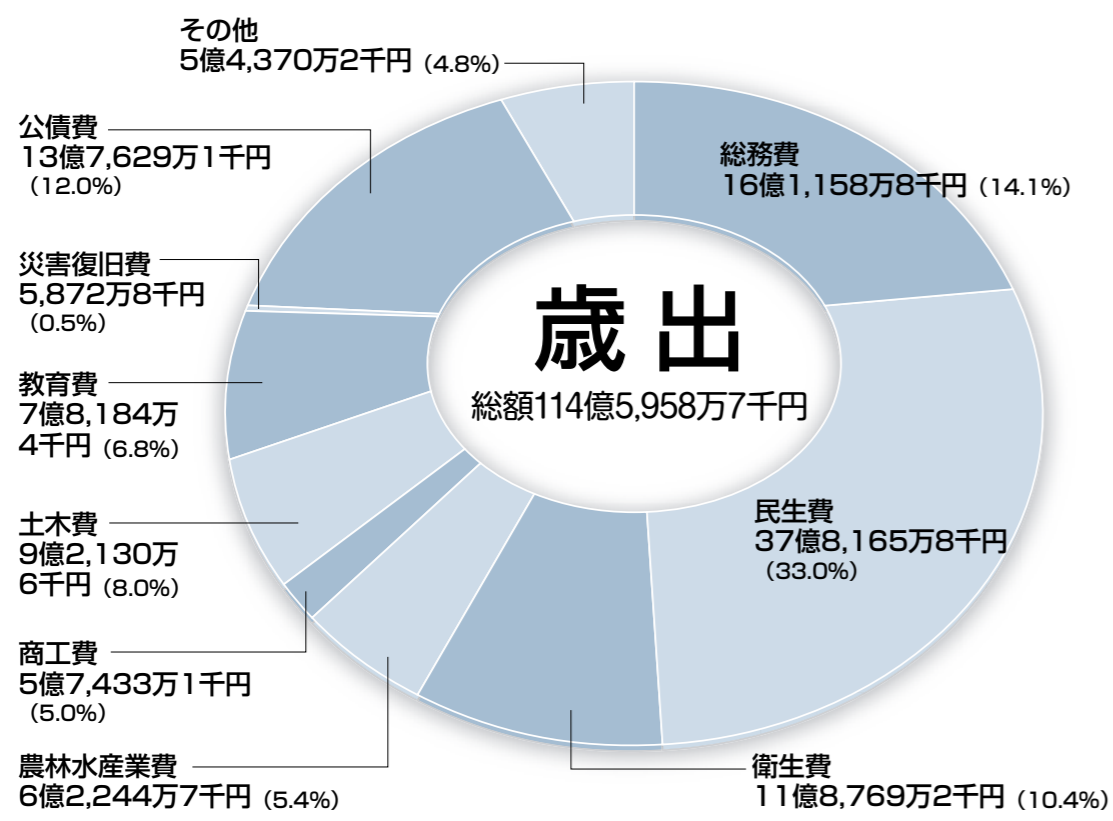 その他
5億4,370万2千円（4.8%）
公債費
13億7,629万1千円
（12.0%）
総務費
16億1,158万8千円（14.1%）
災害復旧費
5,872万8千円
（0.5%）
歳出
総額114億5,958万7千円
教育費
7億8,184万
4千円（6.8%）
民生費
37億8,165万8千円
（33.0%）
土木費
9億2,130万
6千円（8.0%）
商工費
5億7,433万1千円
（5.0%）
農林水産業費
6億2,244万7千円（5.4%）
衛生費
11億8,769万2千円（10.4%）